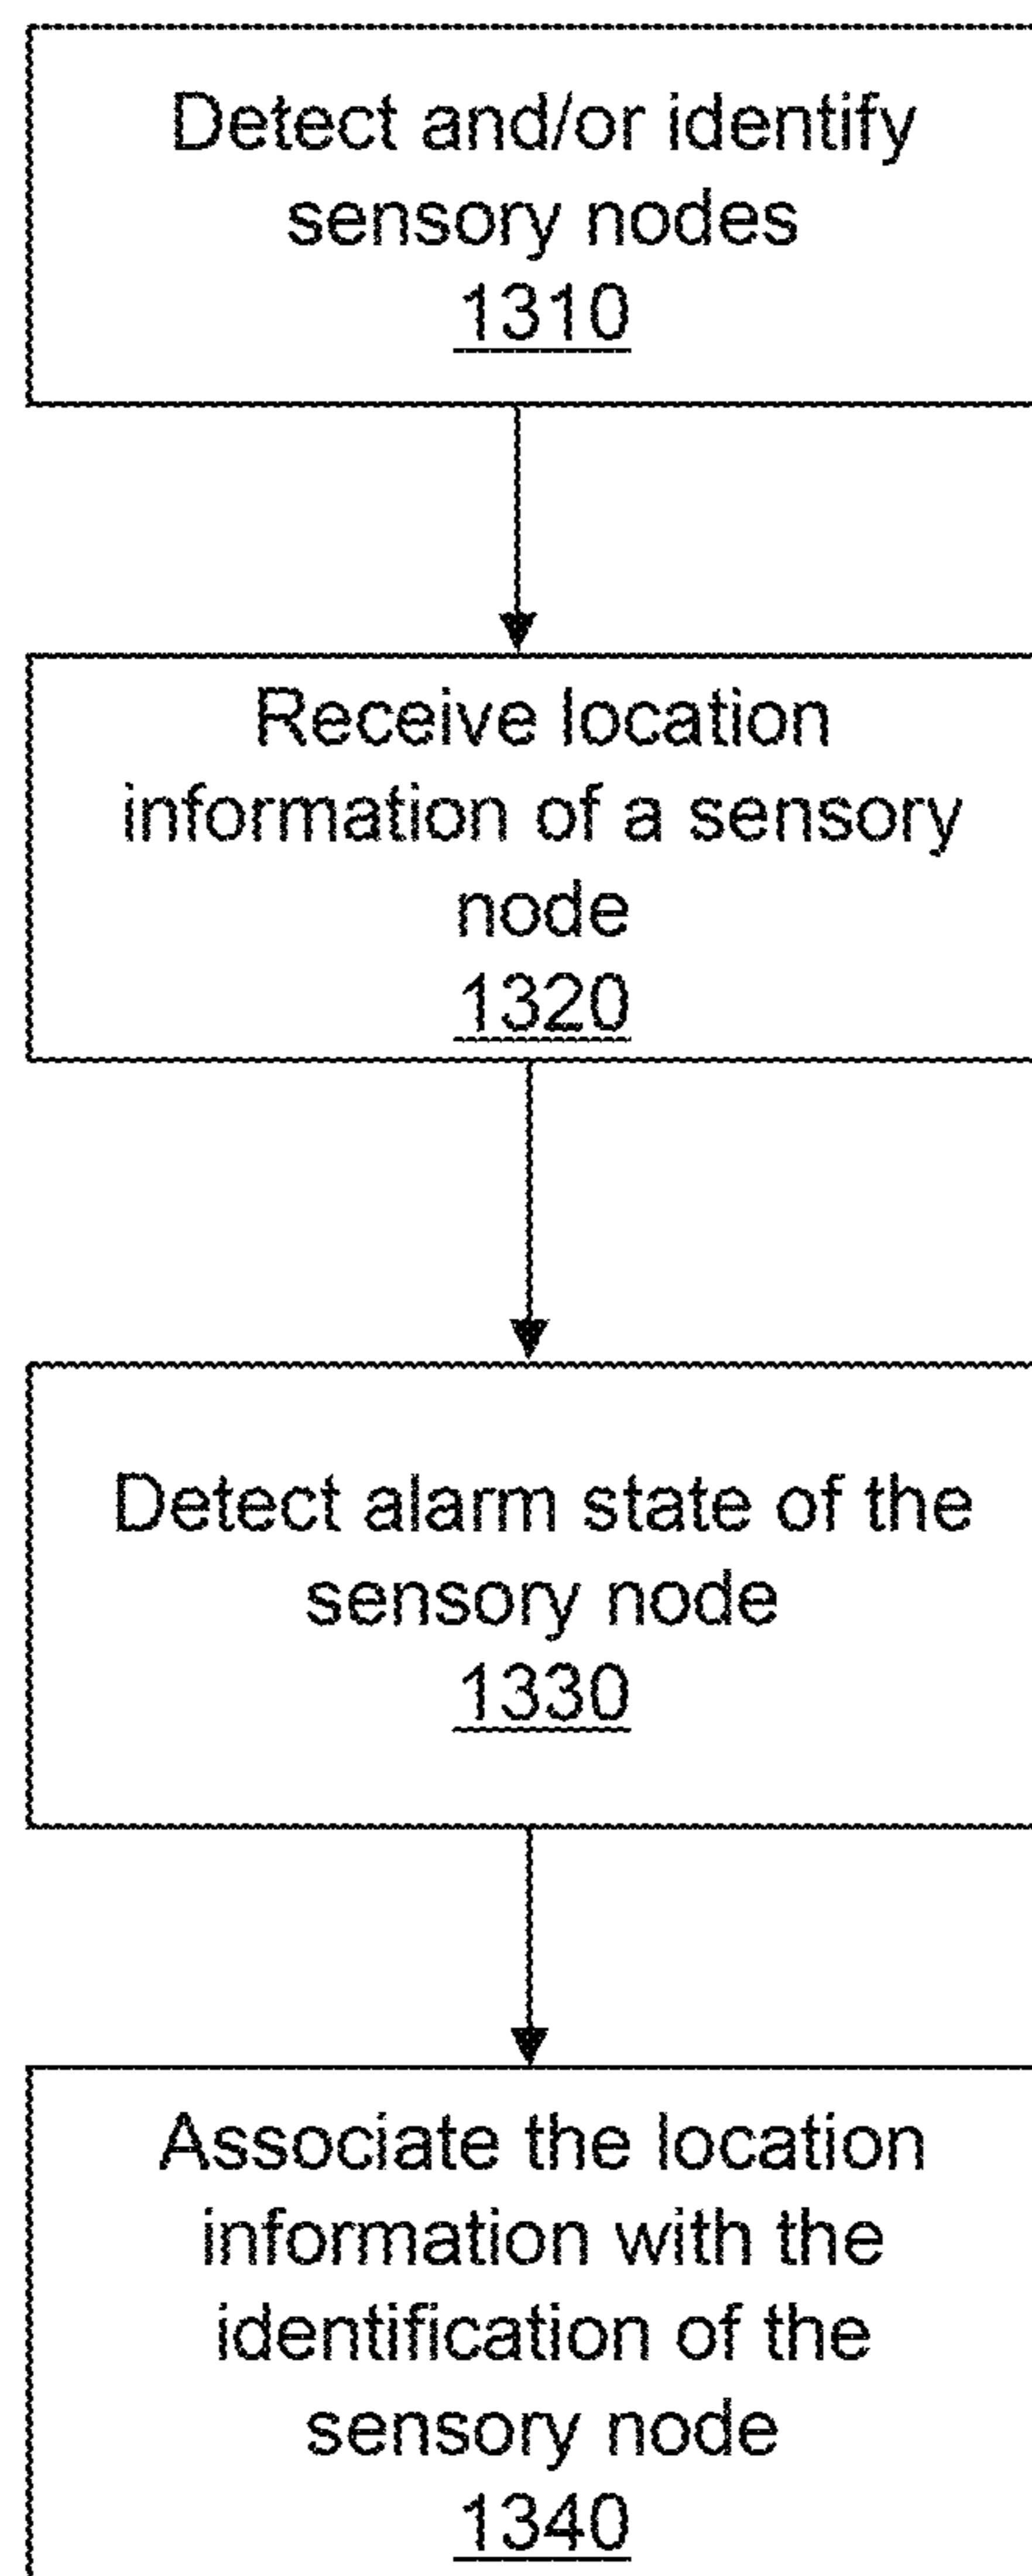 Detect and/or identify
sensory nodes
1310
Receive location
information of a sensory
node
1320
Detect alarm state of the
sensory node
1330
Associate the location
information with the
identification of the
sensory node
1340